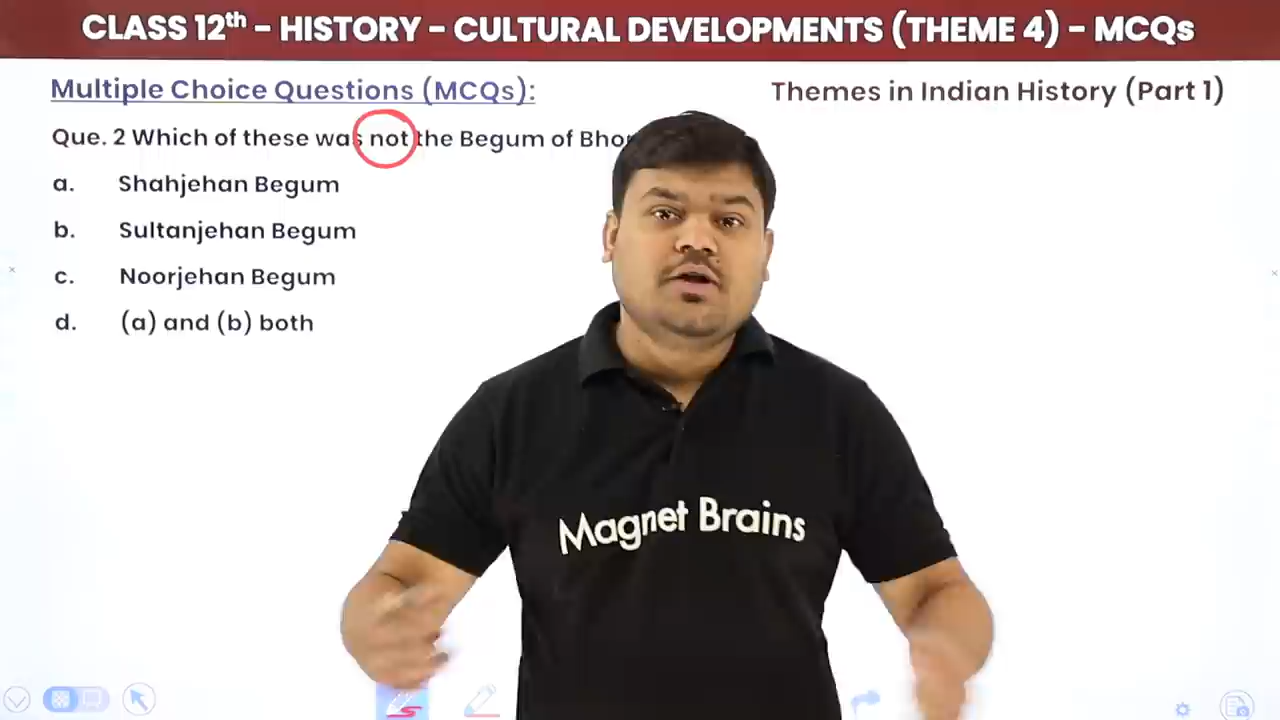 CLASS 12th – HISTORY – CULTURAL DEVELOPMENTS (THEME 4) – MCQs
Multiple Choice Questions (MCQs):
Themes in Indian History (Part 1)
Que. 2 Which of these was not the Begum of
a. Shahjehan Begum
b. Sultanjehan Begum
c. Noorjehan Begum
d. (a) and (b) both
Magnet Brains